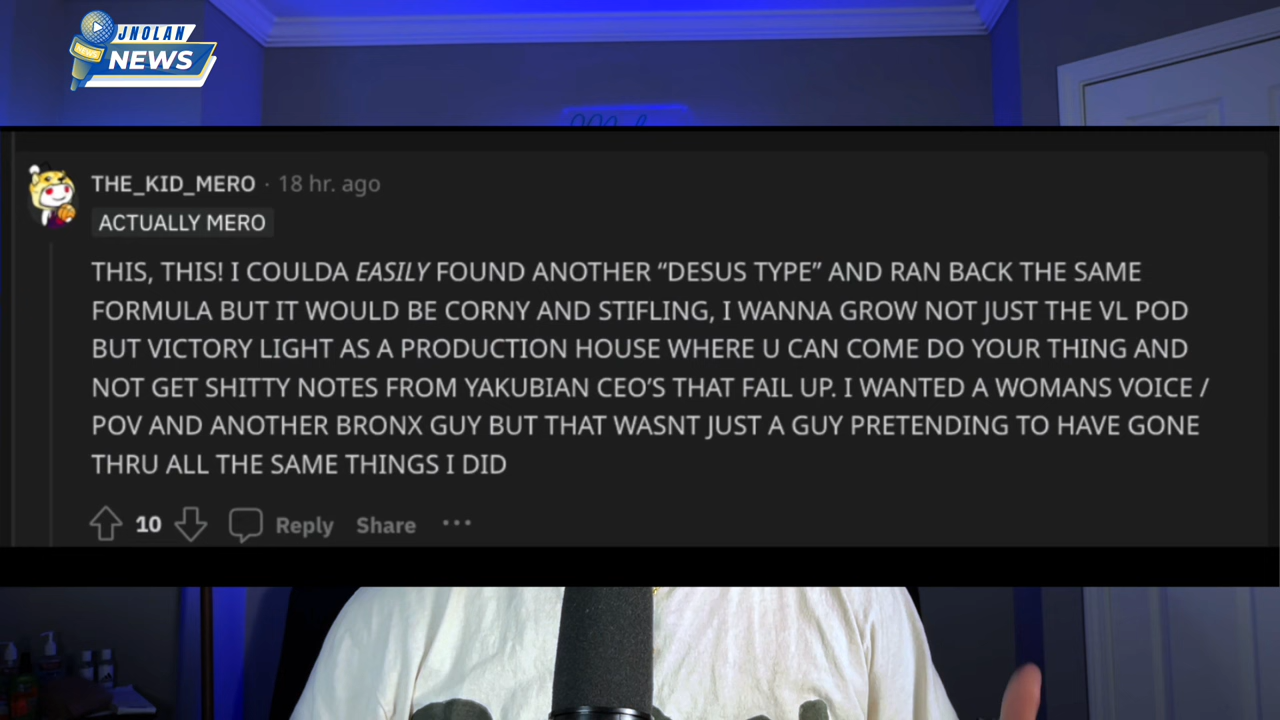 JNOLAN
NEWS
NEWS
THE_KID_MERO · 18 hr. ago
ACTUALLY MERO
THIS, THIS! I COULDA EASILY FOUND ANOTHER “DESUS TYPE” AND RAN BACK THE SAME
FORMULA BUT IT WOULD BE CORNY AND STIFLING, I WANNA GROW NOT JUST THE VL POD
BUT VICTORY LIGHT AS A PRODUCTION HOUSE WHERE U CAN COME DO YOUR THING AND
NOT GET SHITTY NOTES FROM YAKUBIAN CEO’S THAT FAIL UP. I WANTED A WOMANS VOICE /
POV AND ANOTHER BRONX GUY BUT THAT WASNT JUST A GUY PRETENDING TO HAVE GONE
THRU ALL THE SAME THINGS I DID
10 Reply Share ···